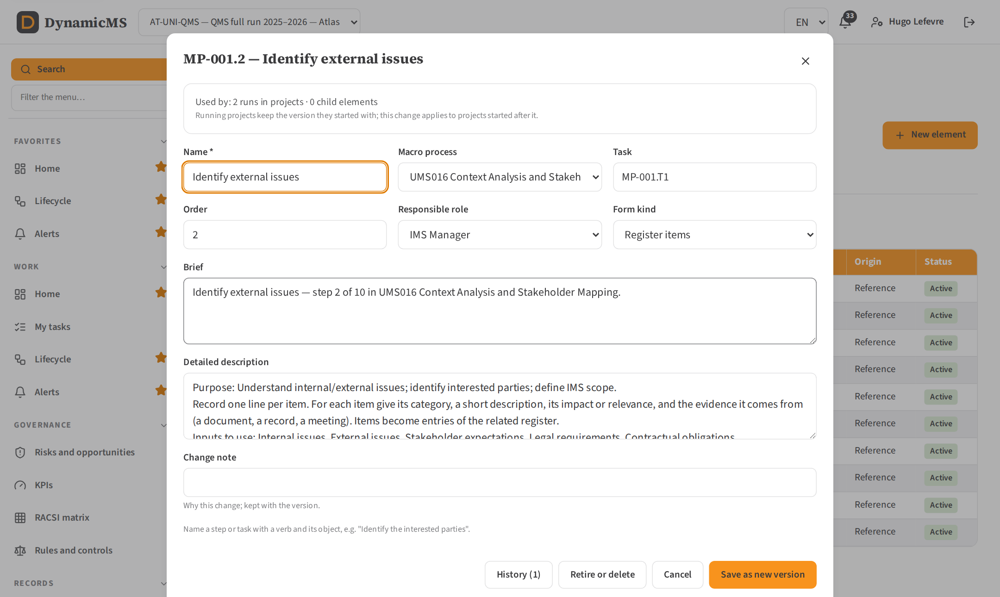 DynamicMS
AT-UNI-QMS — QMS full run 2025–2026 — Atlas
EN
33
Hugo Lefevre
Search
Filter the menu…
FAVORITES
Home
Lifecycle
Alerts
WORK
Home
My tasks
Lifecycle
Alerts
GOVERNANCE
Risks and opportunities
KPIs
RACSI matrix
Rules and controls
RECORDS
MP-001.2 — Identify external issues
Used by: 2 runs in projects · 0 child elements
Running projects keep the version they started with; this change applies to projects started after it.
Name *
Macro process
Task
Identify external issues
UMS016 Context Analysis and Stakeh
MP-001.T1
Order
Responsible role
Form kind
2
IMS Manager
Register items
Brief
Identify external issues — step 2 of 10 in UMS016 Context Analysis and Stakeholder Mapping.
Detailed description
Purpose: Understand internal/external issues; identify interested parties; define IMS scope.
Record one line per item. For each item give its category, a short description, its impact or relevance, and the evidence it comes from
(a document, a record, a meeting). Items become entries of the related register.
Inputs to use: Internal issues, External issues, Stakeholder expectations, Legal requirements, Contractual obligations
Change note
Why this change; kept with the version.
Name a step or task with a verb and its object, e.g. "Identify the interested parties".
History (1)
Retire or delete
Cancel
Save as new version
New element
Origin
Status
Reference
Active
Reference
Active
Reference
Active
Reference
Active
Reference
Active
Reference
Active
Reference
Active
Reference
Active
Reference
Active
Reference
Active